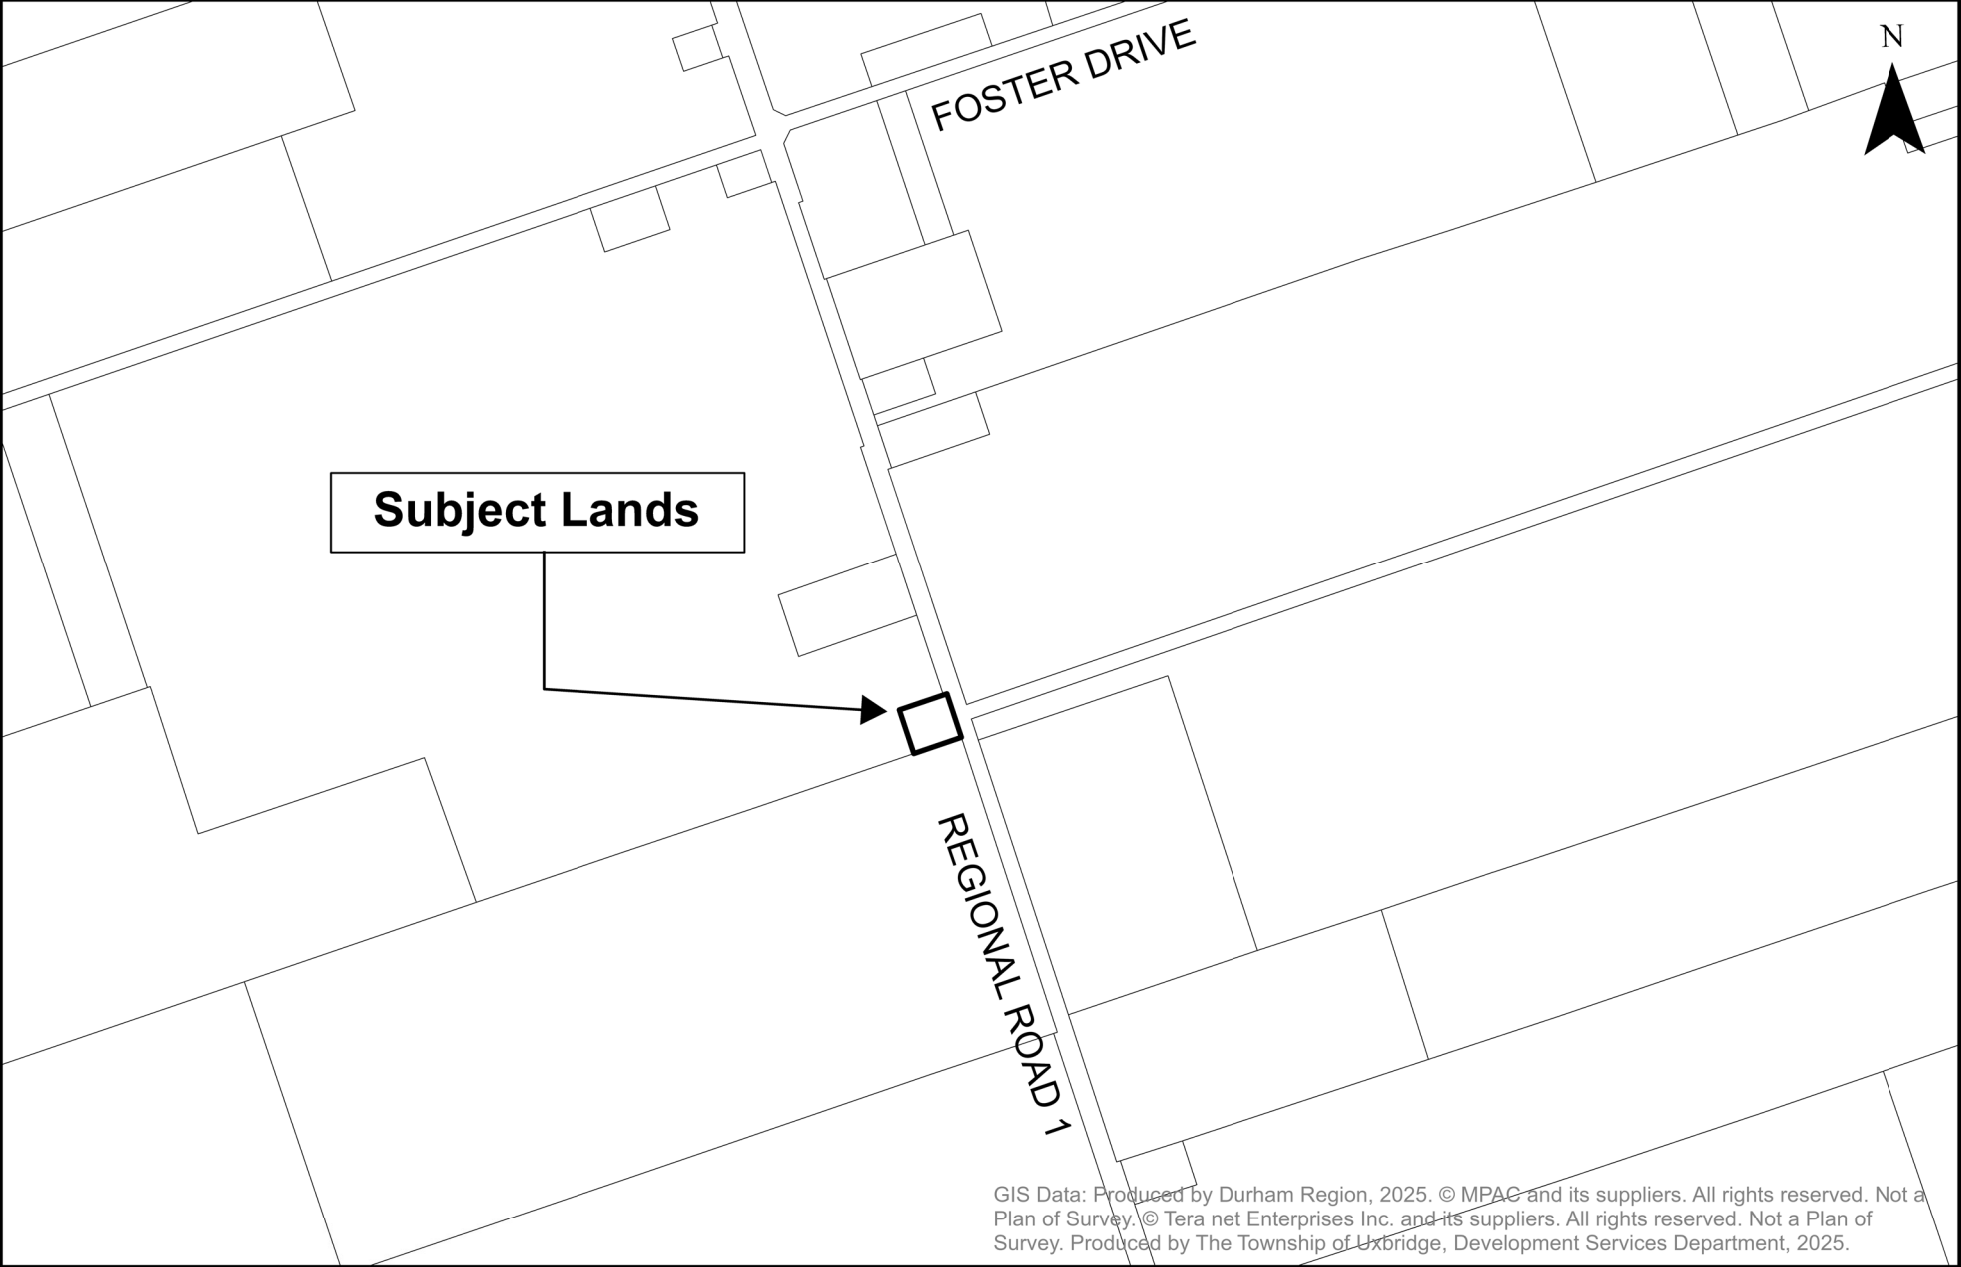 FOSTER DRIVE
N
Subject Lands
REGIONAL ROAD 1
GIS Data: Produced by Durham Region, 2025. © MPAC and its suppliers. All rights reserved. Not a
Plan of Survey. © Tera net Enterprises Inc. and its suppliers. All rights reserved. Not a Plan of
Survey. Produced by The Township of Uxbridge, Development Services Department, 2025.